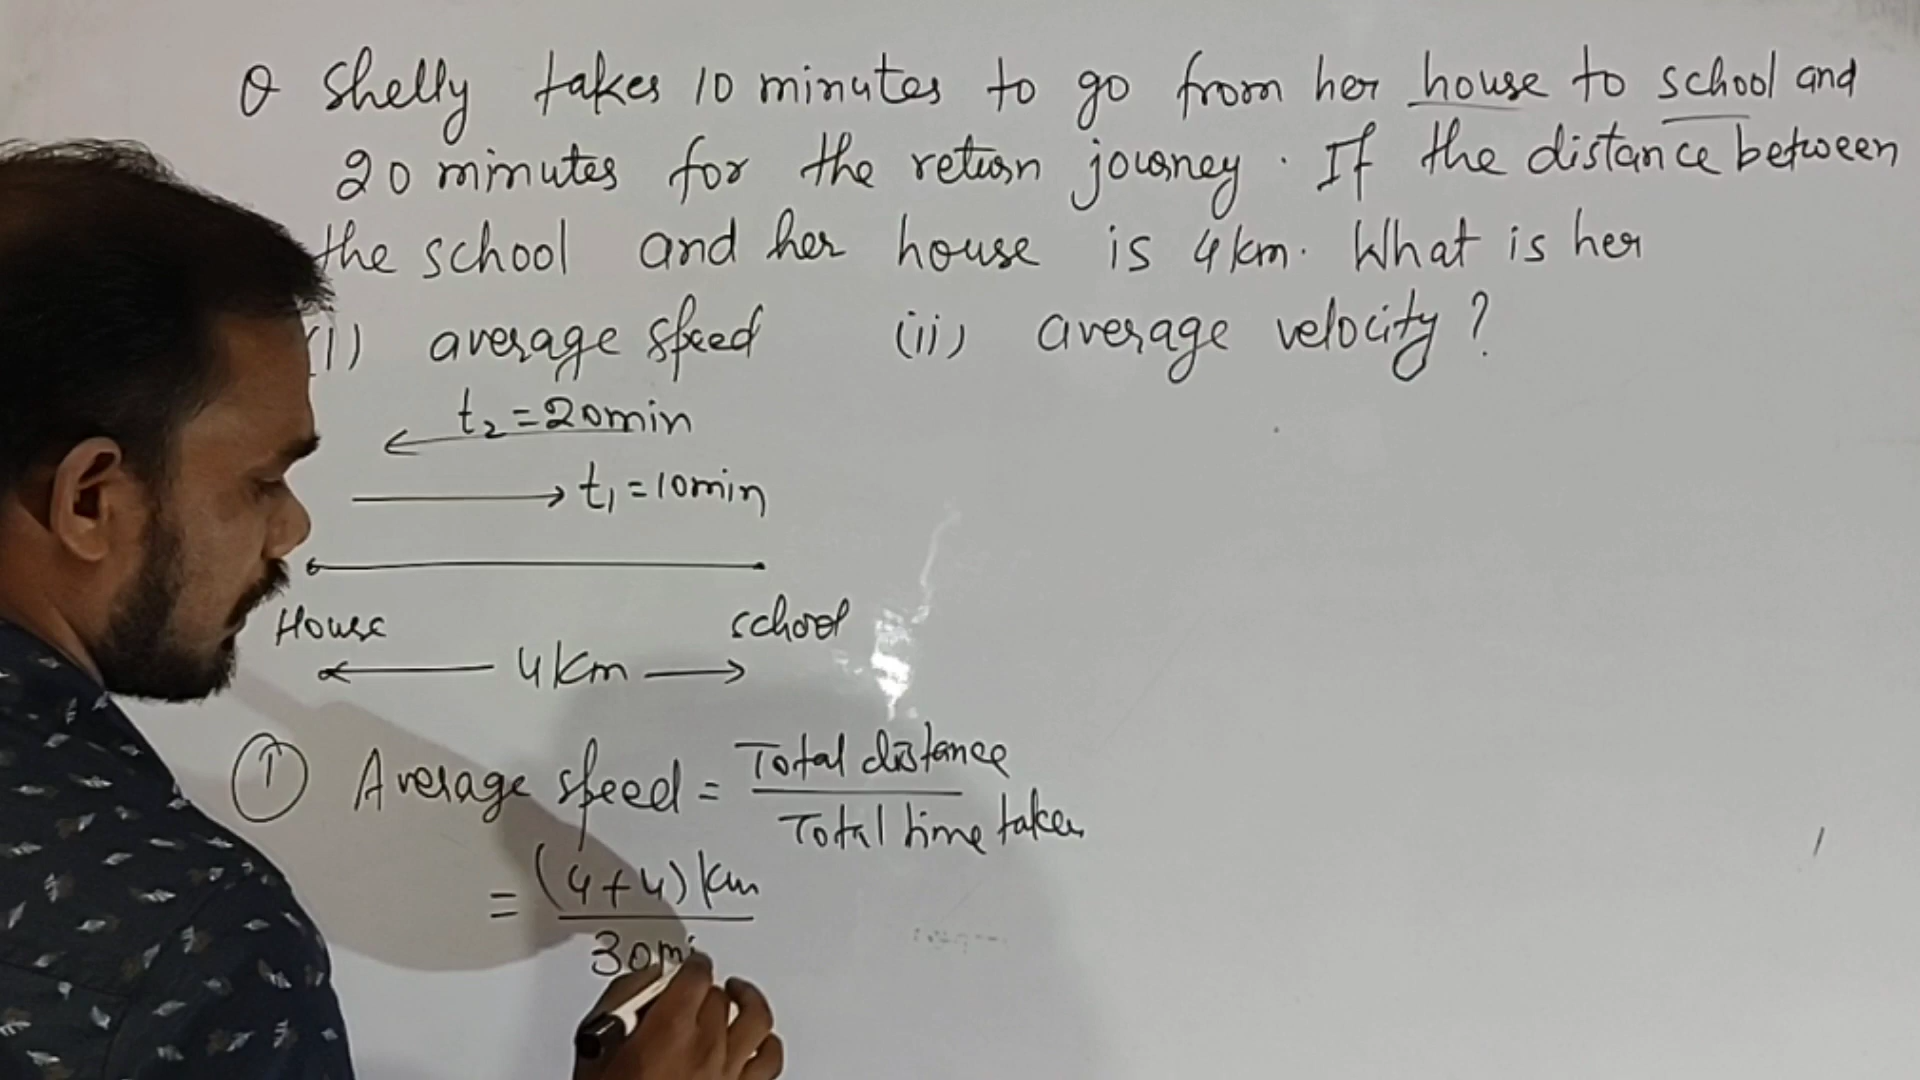 Q Shelly takes 10 minutes to go from her house to school and
20 minutes for the return journey. If the distance between
the school and her house is 4km. What is her
(i) average speed (ii) average velocity?
t₂ = 20min
t₁ = 10min
House school
4km
① Average speed = Total distance
Total time taken
= (4+4) km
30mi